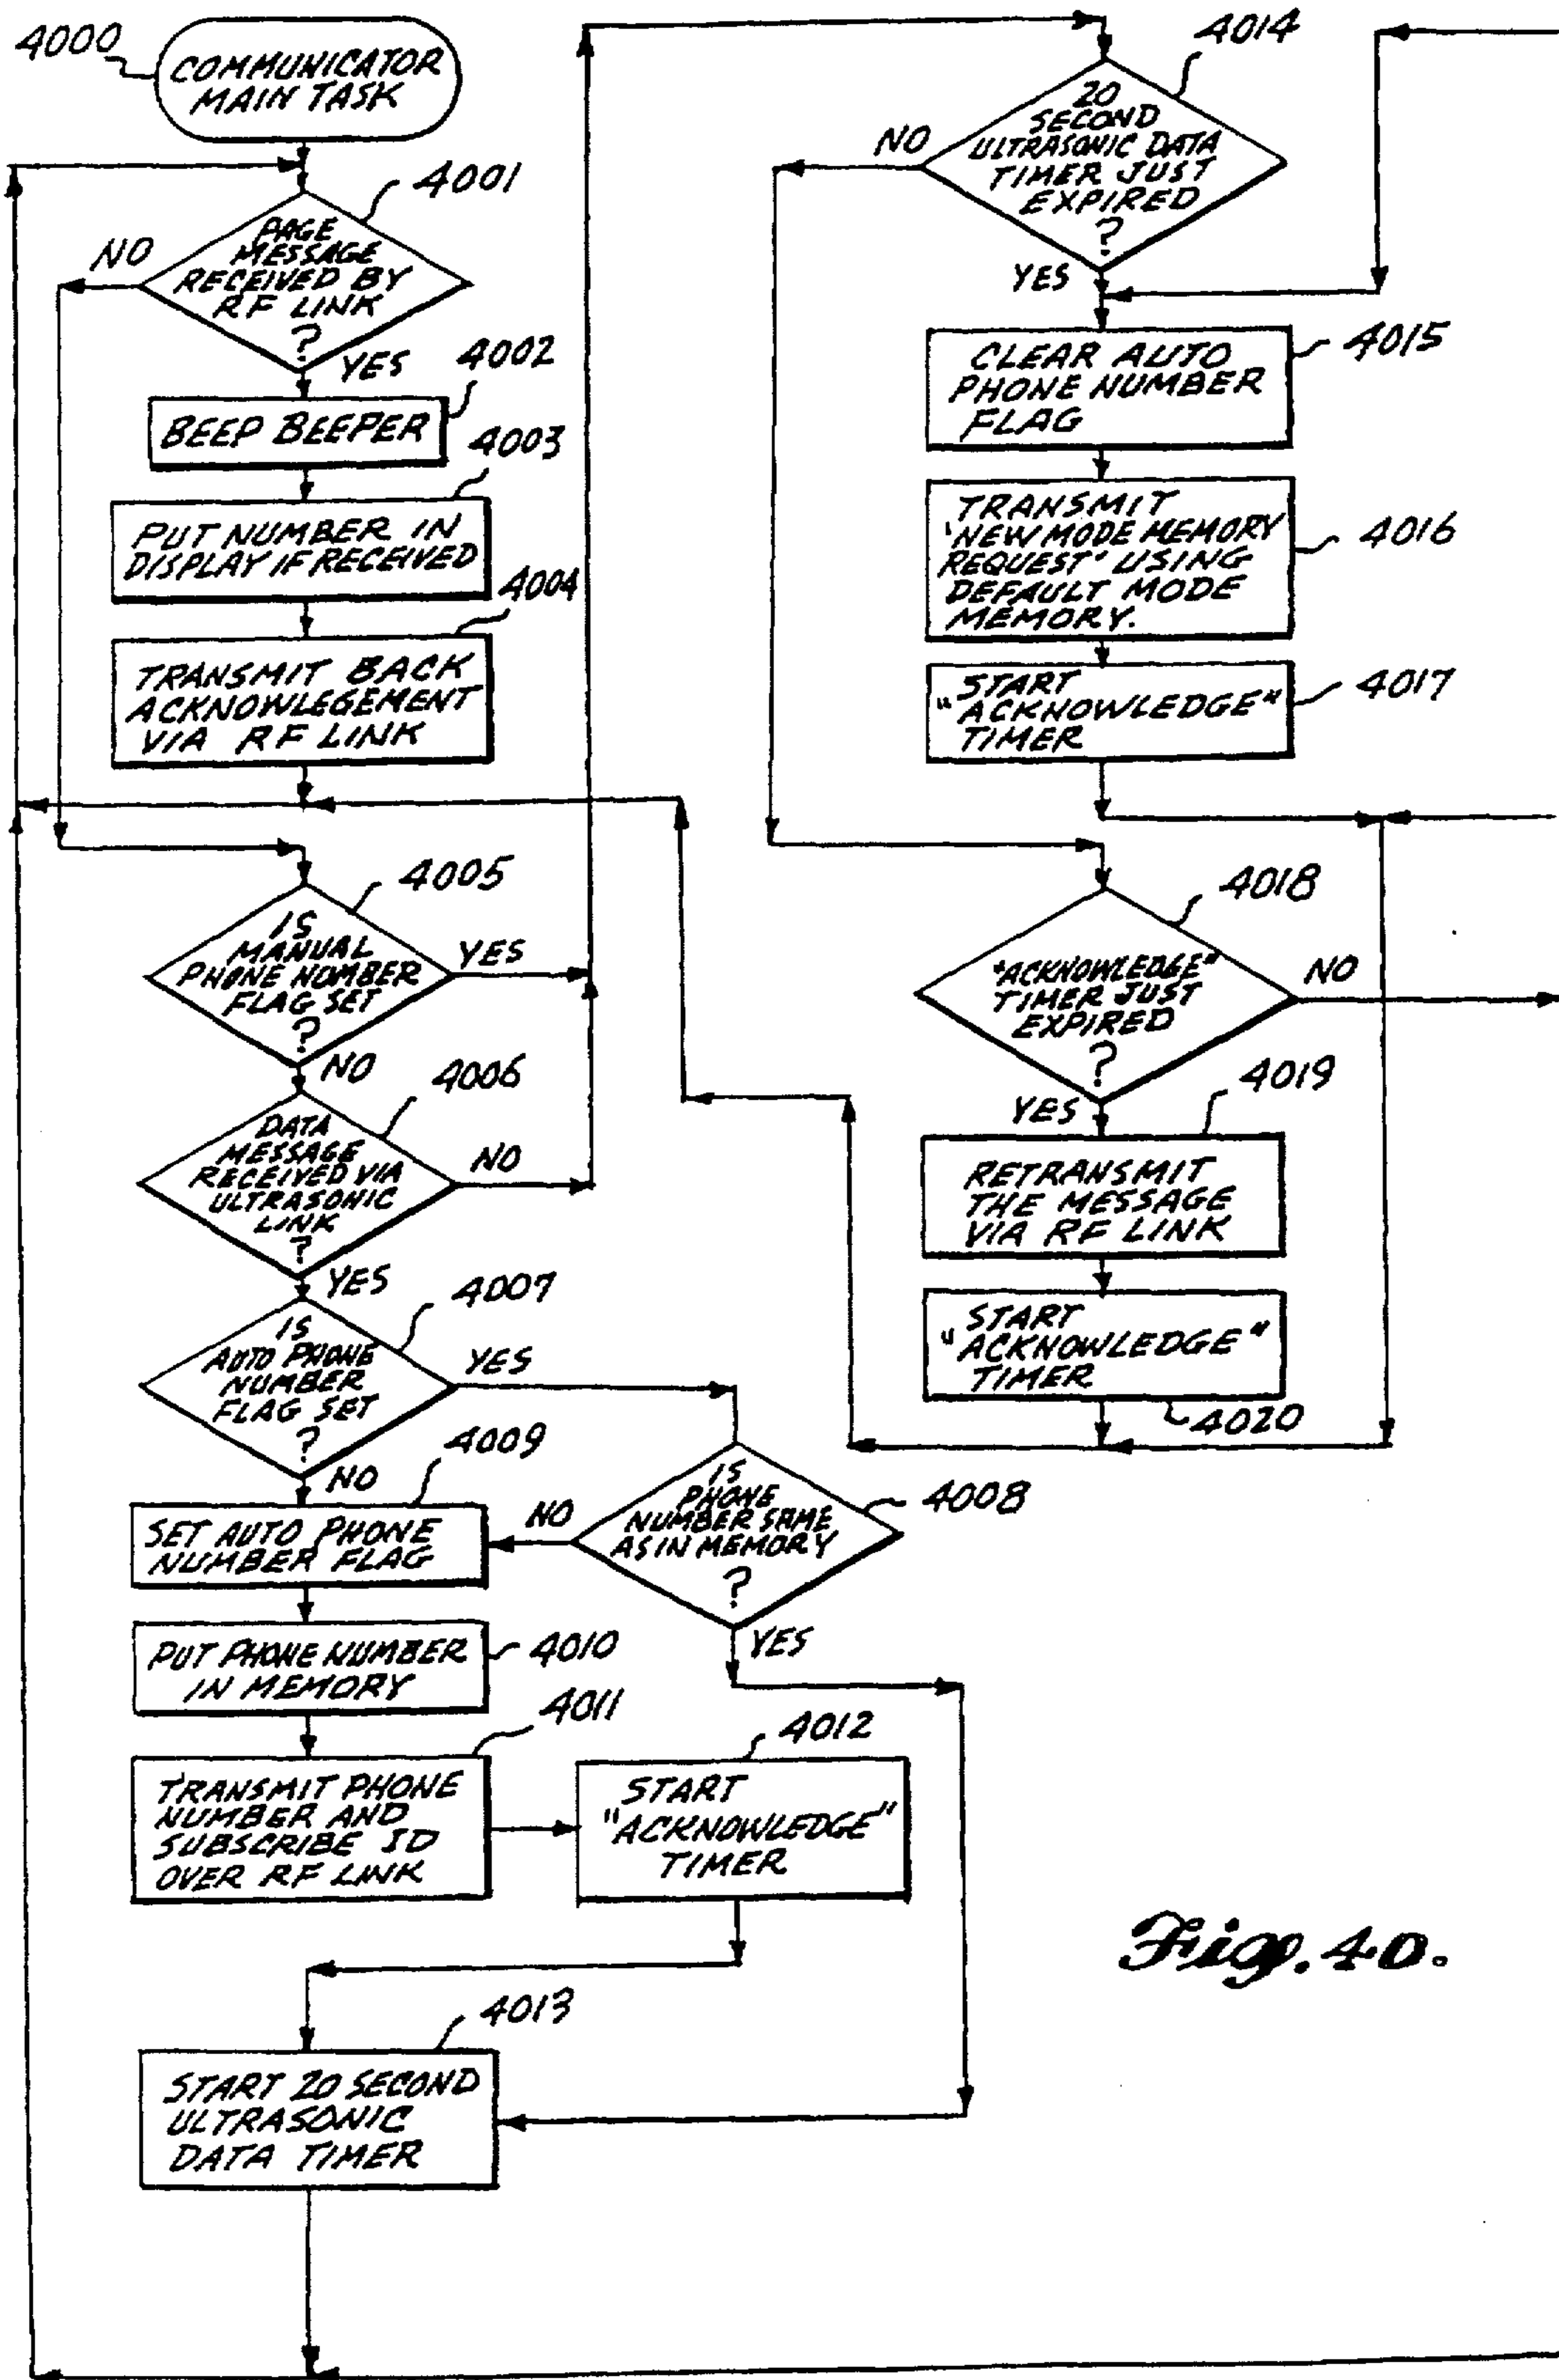 4000
COMMUNICATOR
MAIN TASK
4001
PAGE
MESSAGE
RECEIVED BY
RF LINK
?
NO
YES
4002
BEEP BEEPER
4003
PUT NUMBER IN
DISPLAY IF RECEIVED
4004
TRANSMIT BACK
ACKNOWLEGEMENT
VIA RF LINK
4005
IS
MANUAL
PHONE NUMBER
FLAG SET
?
YES
NO
4006
DATA
MESSAGE
RECEIVED VIA
ULTRASONIC
LINK
?
NO
YES
4007
IS
AUTO PHONE
NUMBER
FLAG SET
?
YES
NO
4009
SET AUTO PHONE
NUMBER FLAG
NO
IS
PHONE
NUMBER SAME
AS IN MEMORY
?
4008
YES
PUT PHONE NUMBER
IN MEMORY
4010
4011
TRANSMIT PHONE
NUMBER AND
SUBSCRIBE ID
OVER RF LINK
4012
START
"ACKNOWLEDGE"
TIMER
4013
START 20 SECOND
ULTRASONIC
DATA TIMER
4014
20
SECOND
ULTRASONIC DATA
TIMER JUST
EXPIRED
?
NO
YES
CLEAR AUTO
PHONE NUMBER
FLAG
4015
TRANSMIT
'NEW MODE MEMORY
REQUEST' USING
DEFAULT MODE
MEMORY.
4016
START
"ACKNOWLEDGE"
TIMER
4017
4018
"ACKNOWLEDGE"
TIMER JUST
EXPIRED
?
NO
YES
4019
RETRANSMIT
THE MESSAGE
VIA RF LINK
START
"ACKNOWLEDGE"
TIMER
4020
Fig. 40.